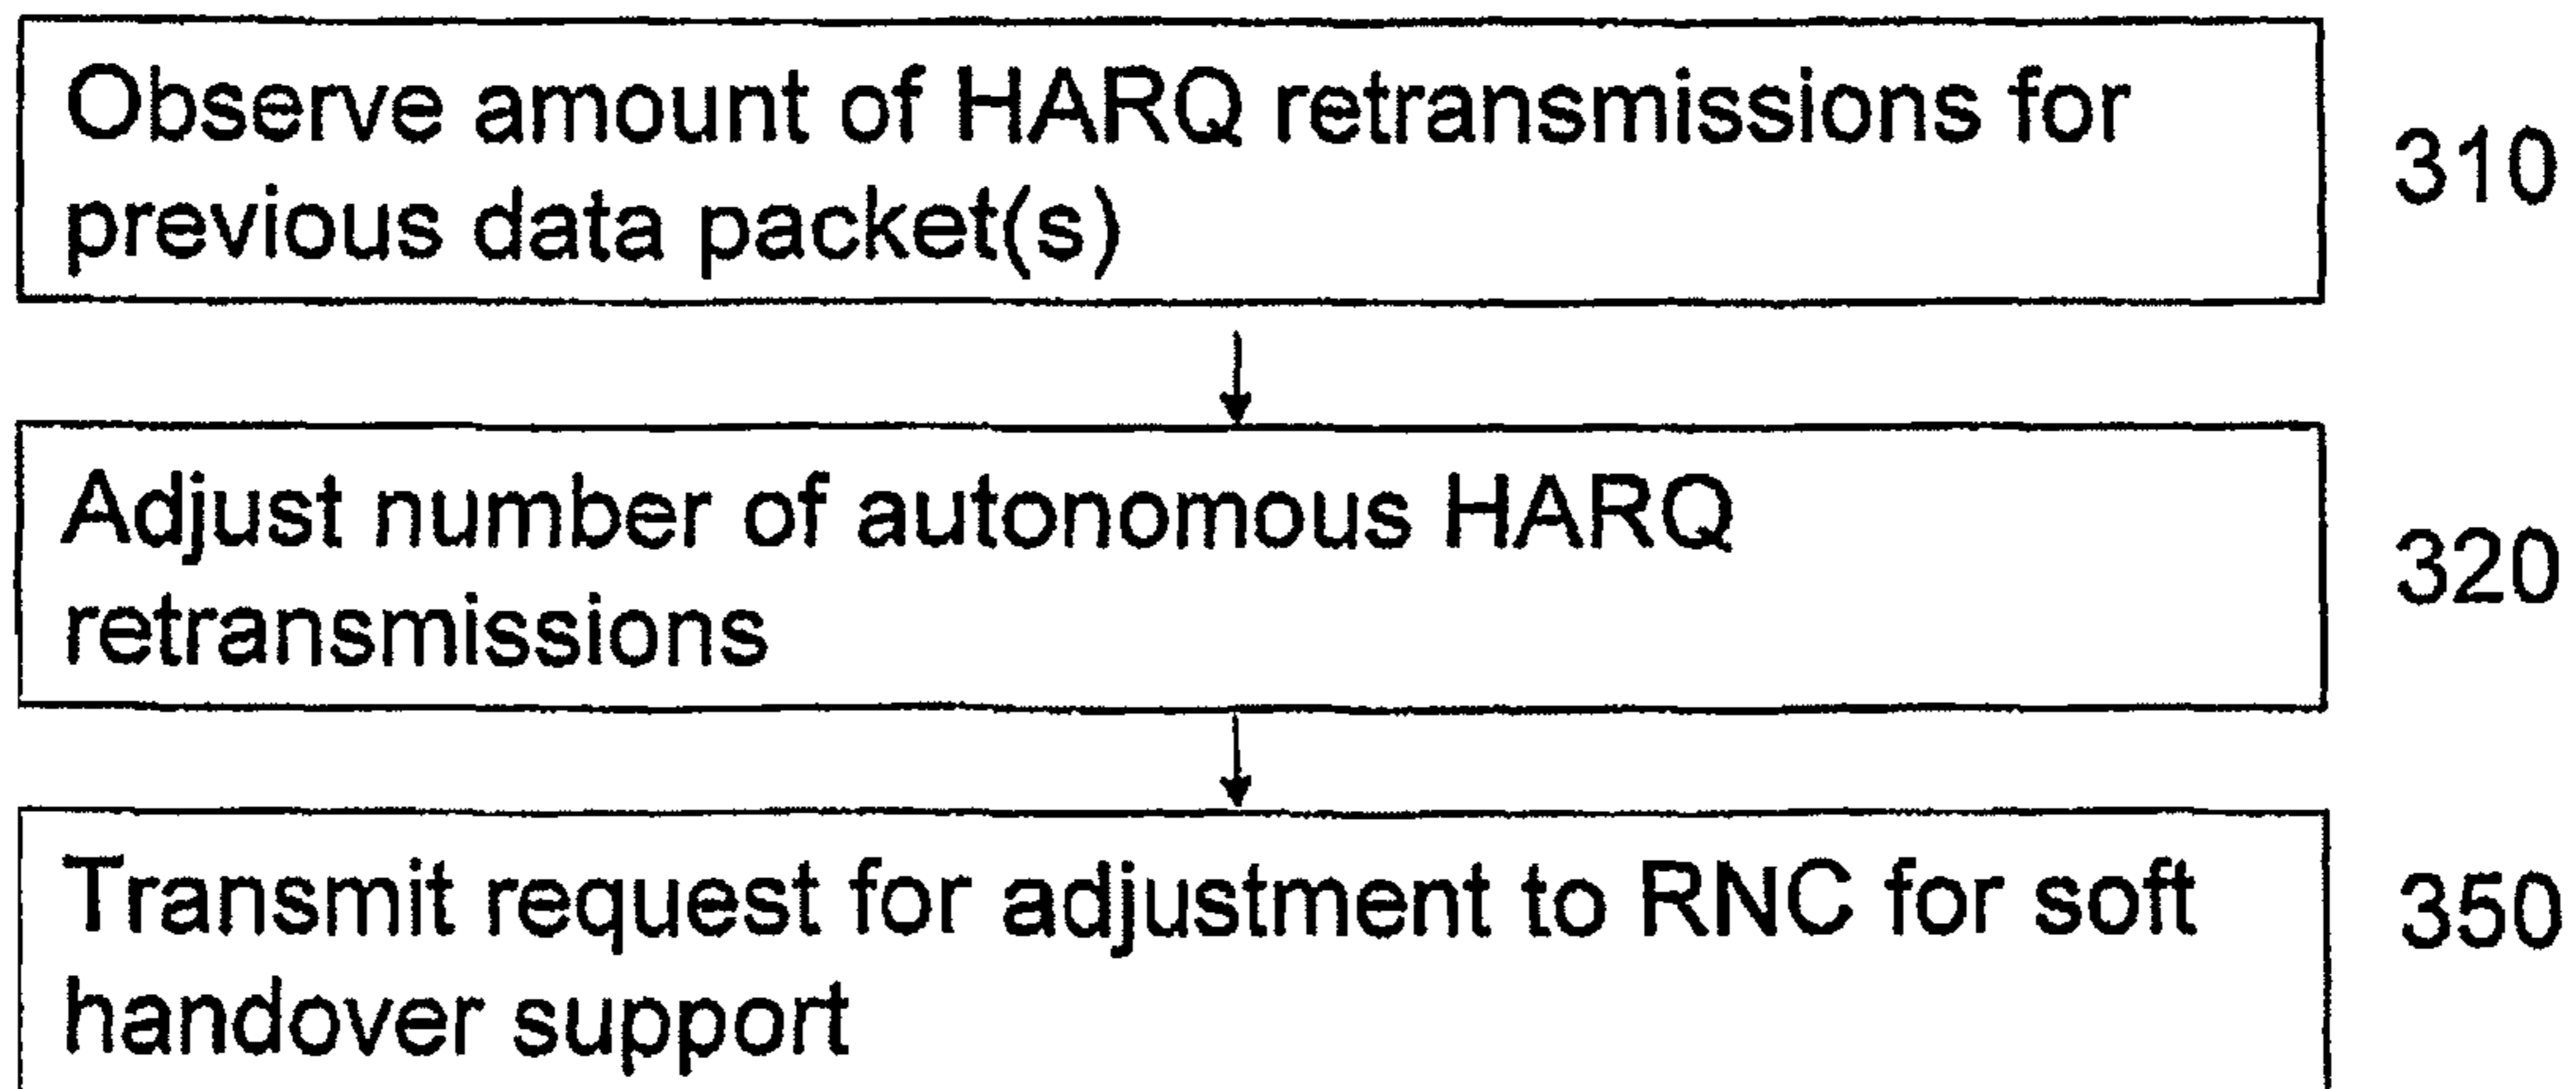 Observe amount of HARQ retransmissions for
previous data packet(s)
310
Adjust number of autonomous HARQ
retransmissions
320
Transmit request for adjustment to RNC for soft
handover support
350